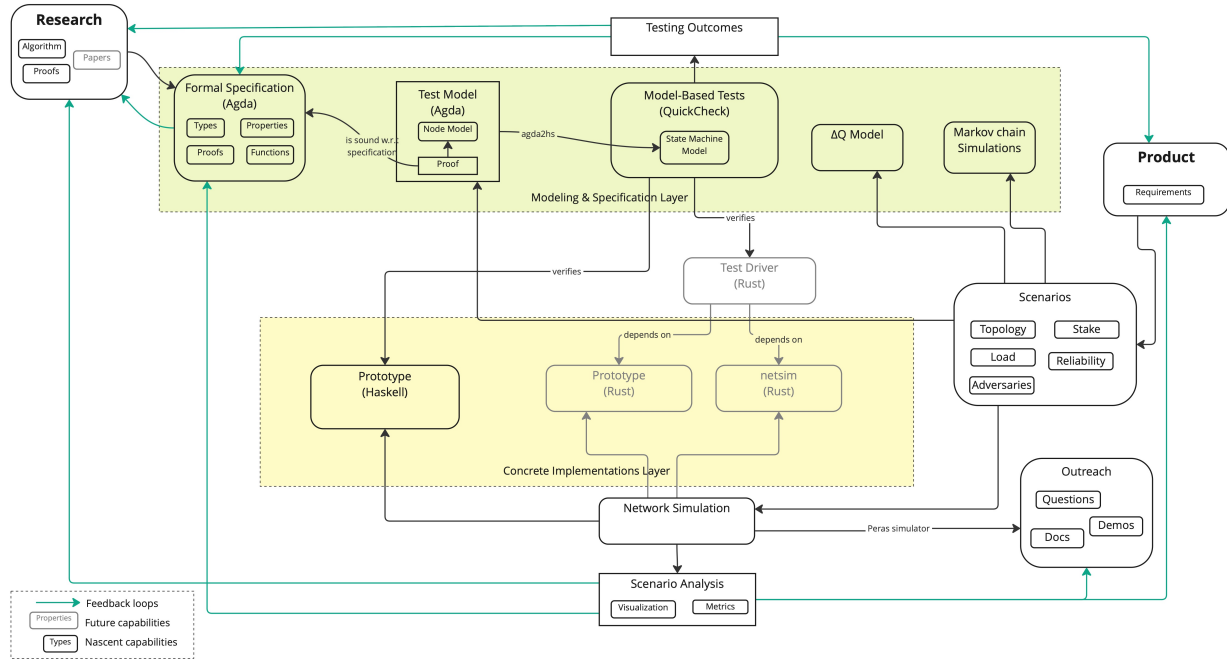 Research
Algorithm
Papers
Proofs
Testing Outcomes
Formal Specification
(Agda)
Types
Properties
Proofs
Functions
is sound w.r.t
specification
Test Model
(Agda)
Node Model
Proof
agda2hs
Model-Based Tests
(QuickCheck)
State Machine
Model
ΔQ Model
Markov chain
Simulations
Modeling & Specification Layer
Product
Requirements
verifies
verifies
Test Driver
(Rust)
depends on
depends on
Scenarios
Topology
Stake
Load
Reliability
Adversaries
Prototype
(Haskell)
Prototype
(Rust)
netsim
(Rust)
Concrete Implementations Layer
Network Simulation
Peras simulator
Outreach
Questions
Demos
Docs
Scenario Analysis
Visualization
Metrics
Feedback loops
Properties
Future capabilities
Types
Nascent capabilities